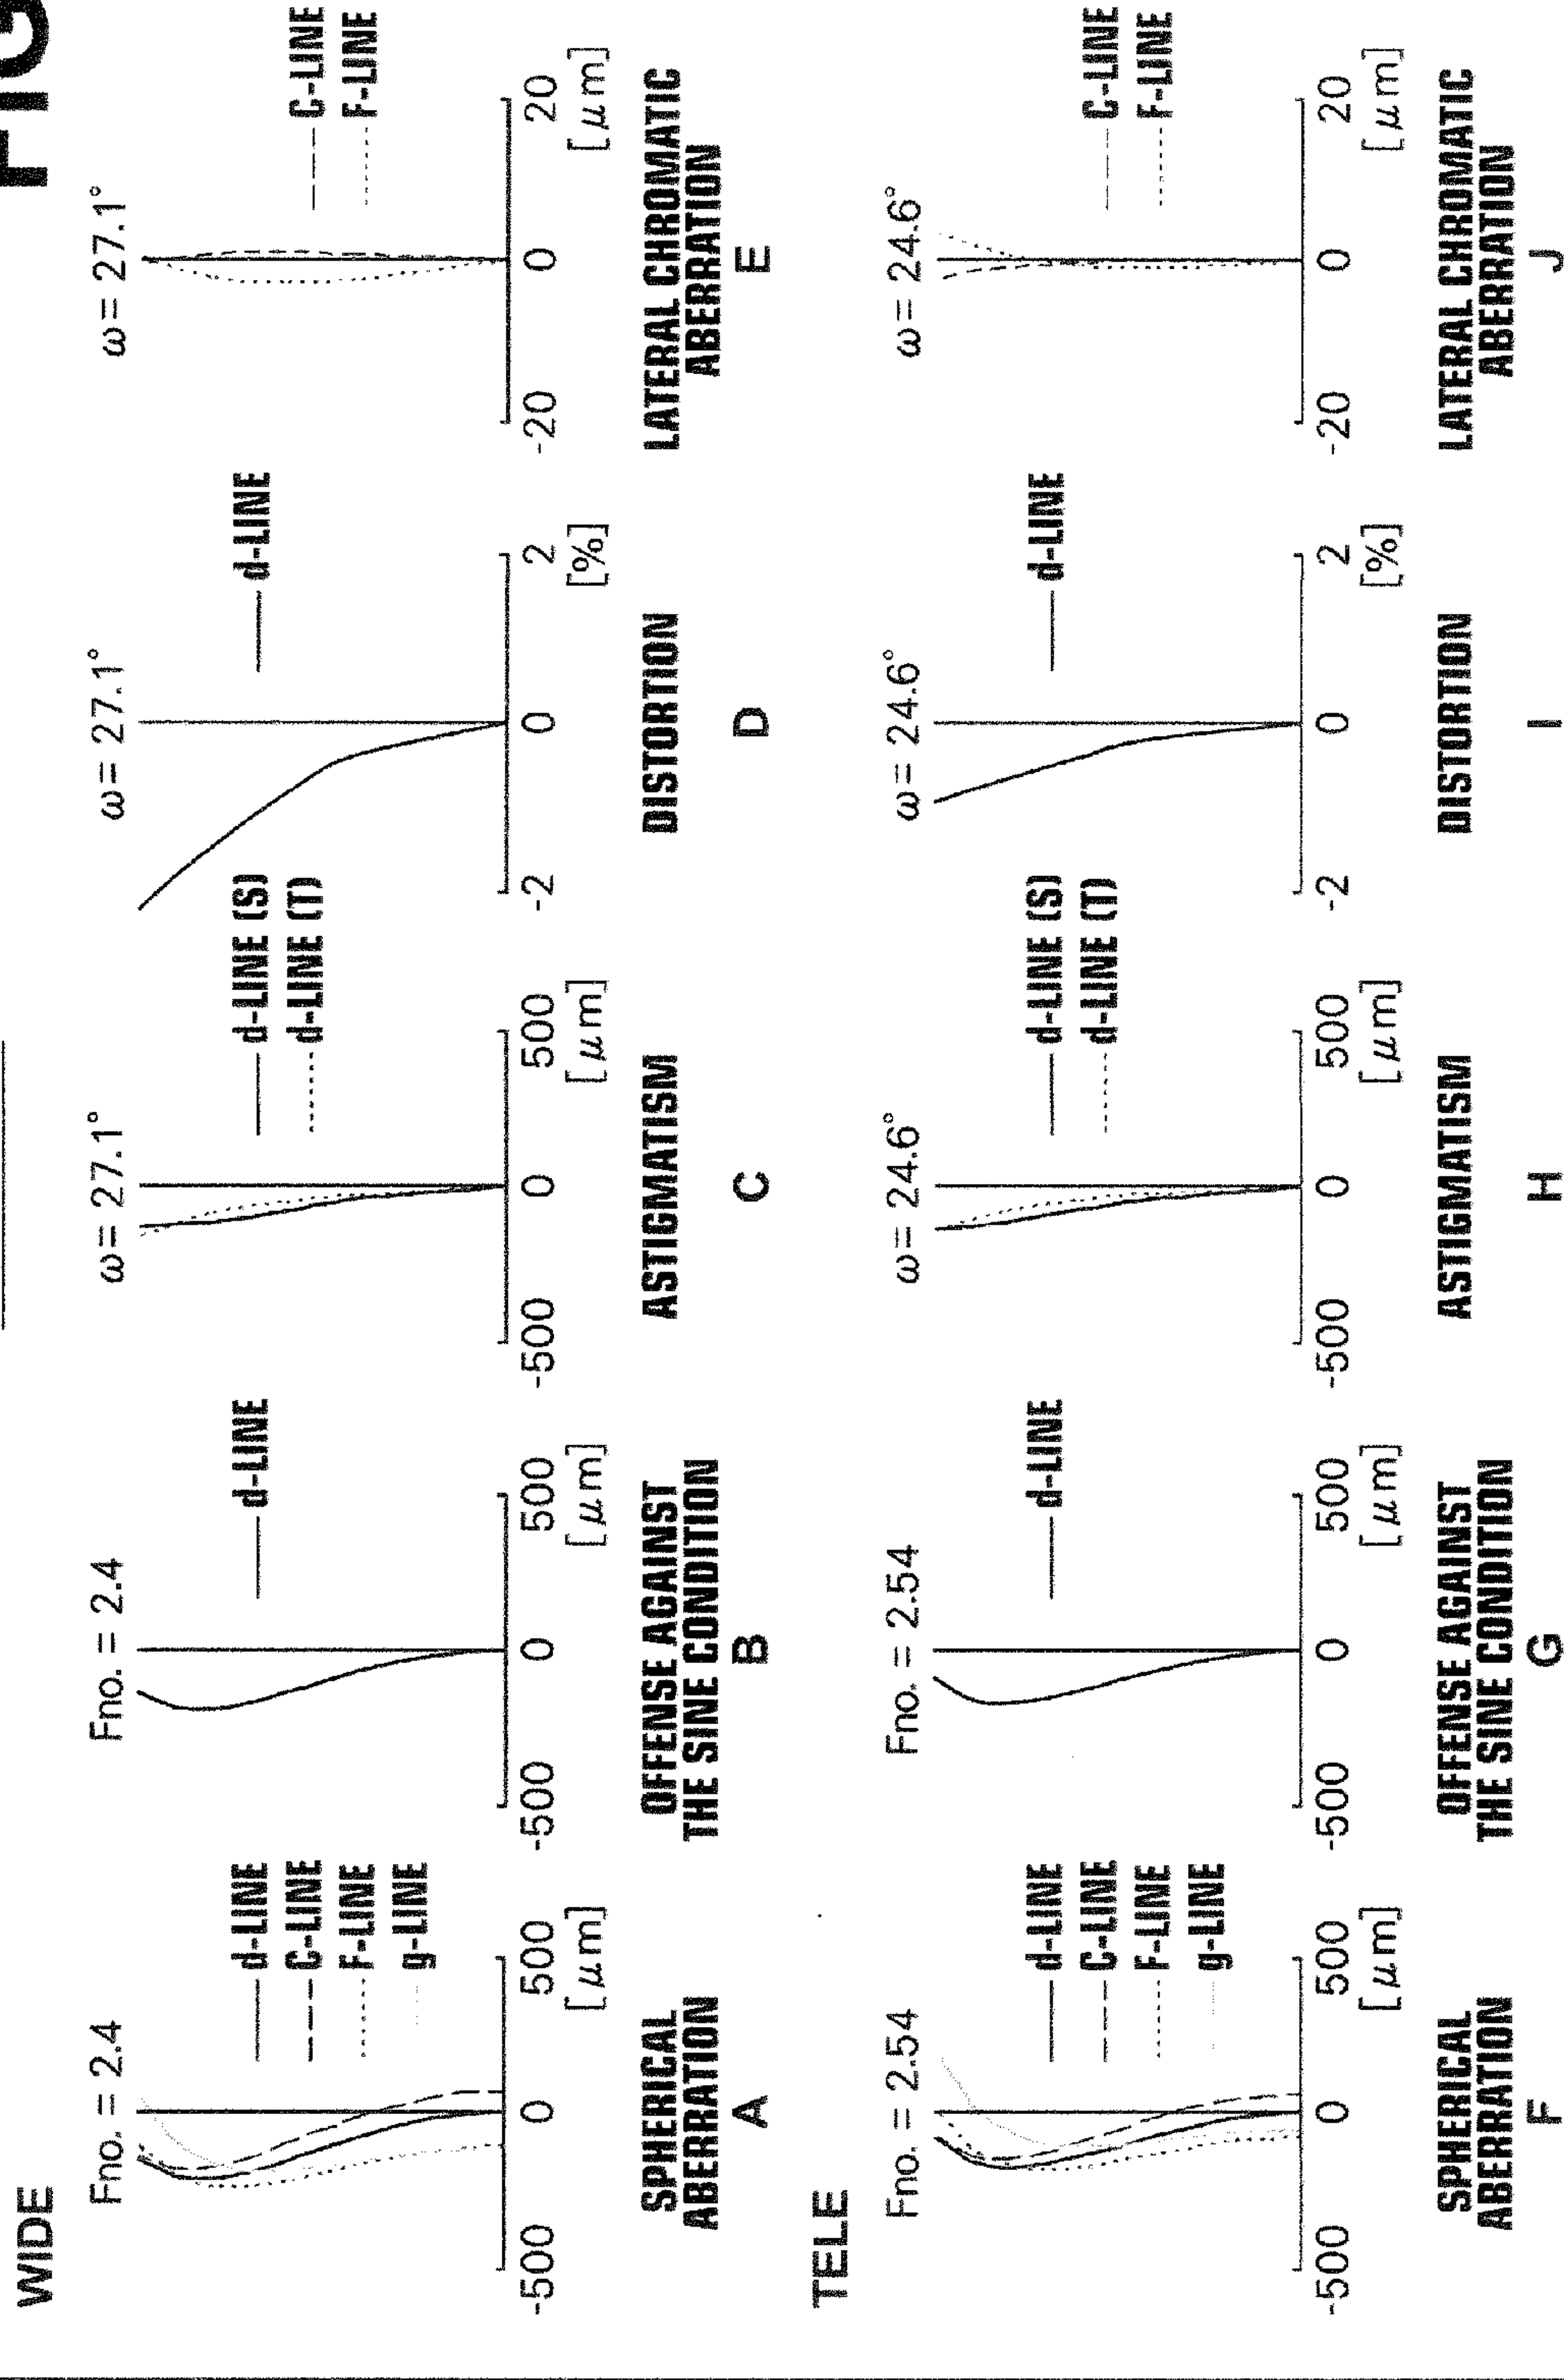 FIG
WIDE
Fno. = 2.4
d-LINE
C-LINE
F-LINE
g-LINE
-500 0 500
[μm]
SPHERICAL
ABERRATION
A
Fno. = 2.4
d-LINE
-500 0 500
[μm]
OFFENSE AGAINST
THE SINE CONDITION
B
ω= 27.1°
d-LINE (S)
d-LINE (T)
-500 0 500
[μm]
ASTIGMATISM
C
ω= 27.1°
d-LINE
-2 0 2
[%]
DISTORTION
D
ω= 27.1°
C-LINE
F-LINE
-20 0 20
[μm]
LATERAL CHROMATIC
ABERRATION
E
TELE
Fno. = 2.54
d-LINE
C-LINE
F-LINE
g-LINE
-500 0 500
[μm]
SPHERICAL
ABERRATION
F
Fno. = 2.54
d-LINE
-500 0 500
[μm]
OFFENSE AGAINST
THE SINE CONDITION
G
ω= 24.6°
d-LINE (S)
d-LINE (T)
-500 0 500
[μm]
ASTIGMATISM
H
ω= 24.6°
d-LINE
-2 0 2
[%]
DISTORTION
I
ω= 24.6°
C-LINE
F-LINE
-20 0 20
[μm]
LATERAL CHROMATIC
ABERRATION
J